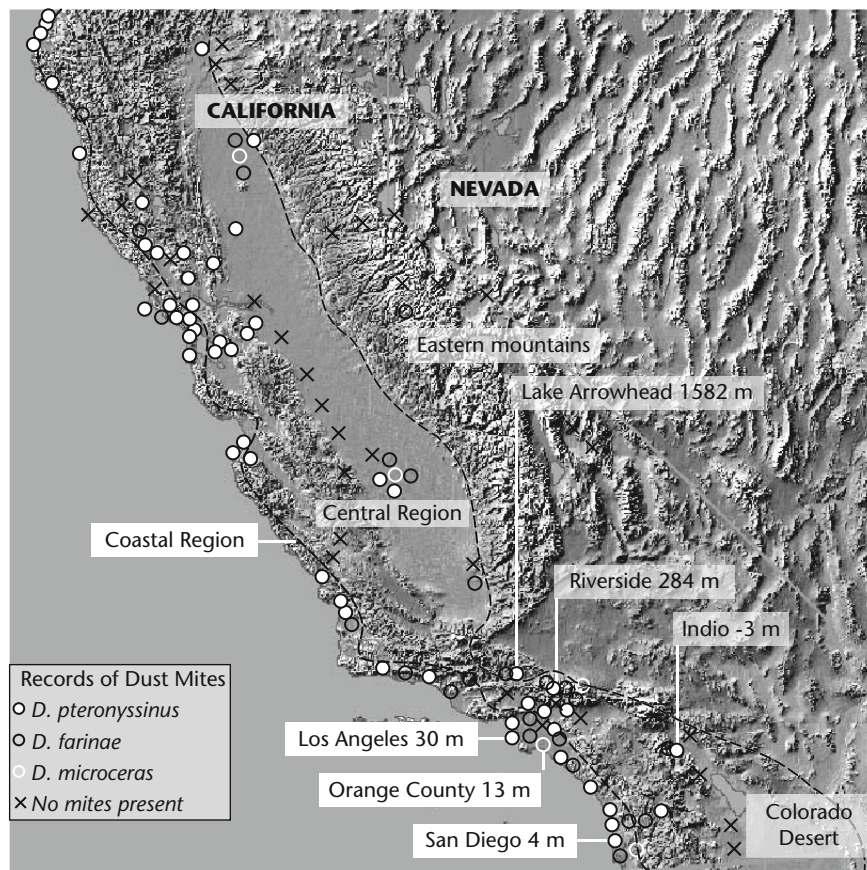 CALIFORNIA
NEVADA
Eastern mountains
Lake Arrowhead 1582 m
Central Region
Coastal Region
Riverside 284 m
Indio -3 m
Records of Dust Mites
D. pteronyssinus
D. farinae
D. microceras
No mites present
Los Angeles 30 m
Orange County 13 m
San Diego 4 m
Colorado
Desert